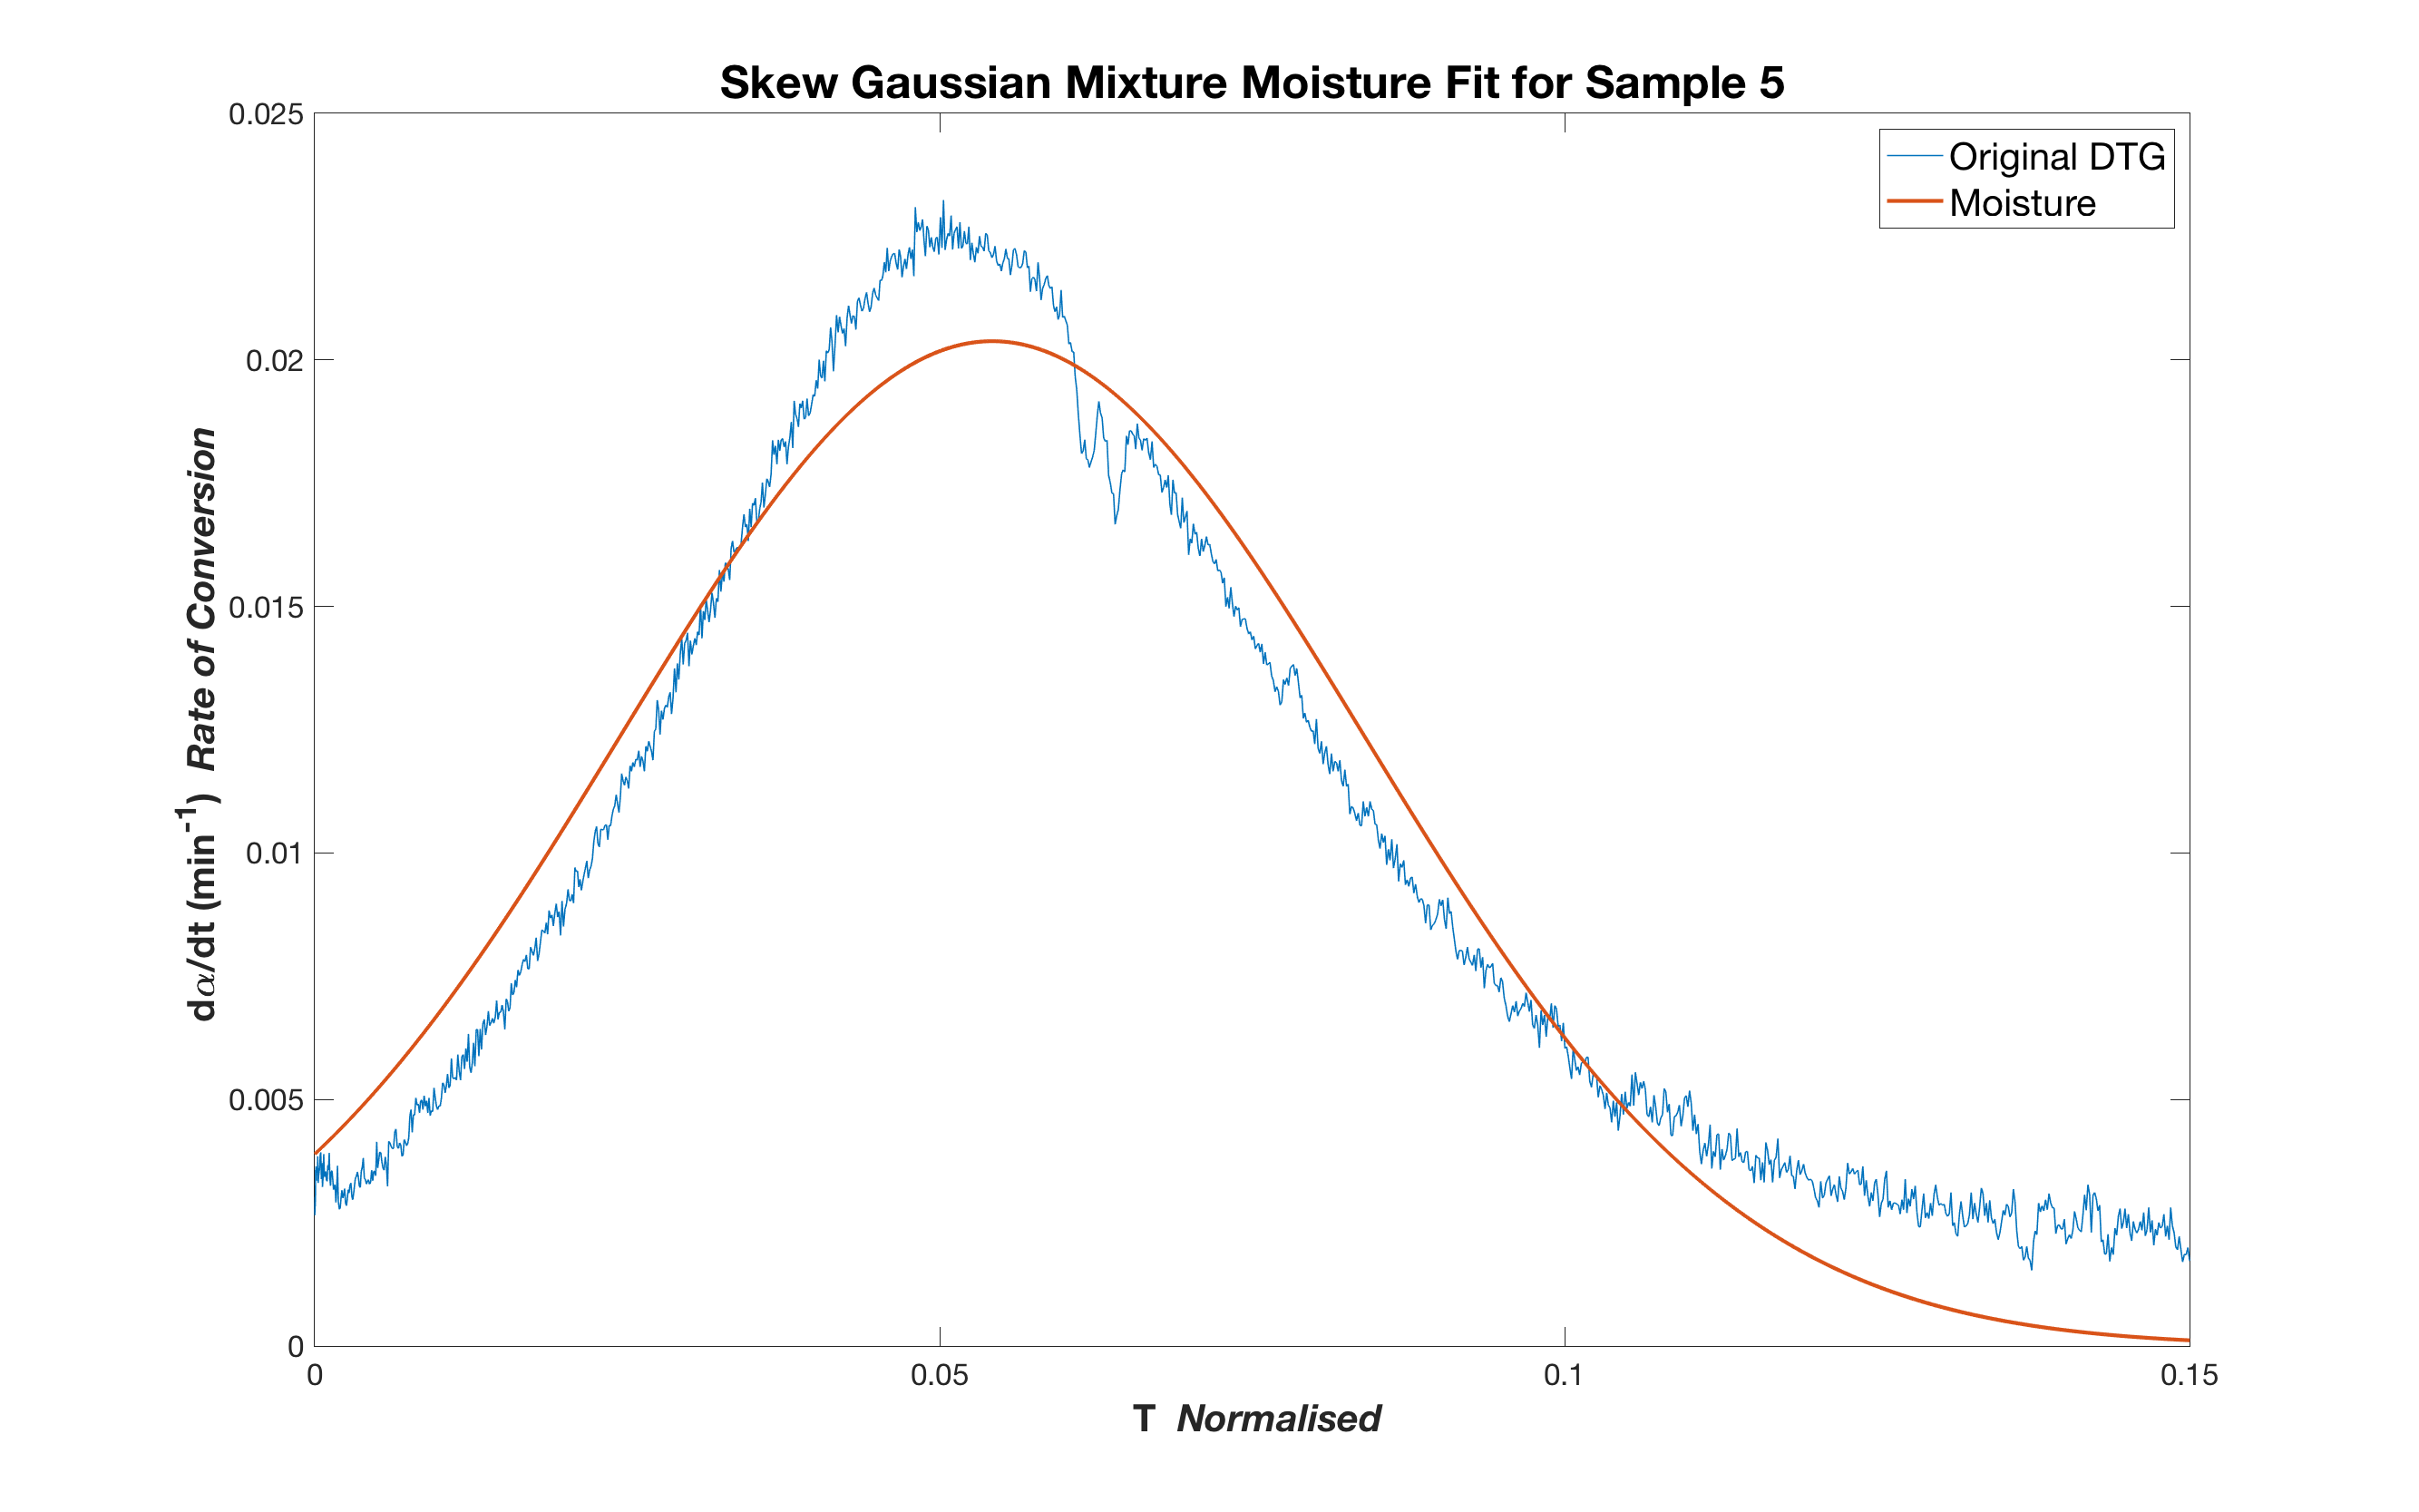 Skew Gaussian Mixture Moisture Fit for Sample 5
0.025
0.02
0.015
0.01
0.005
0
dα/dt (min⁻¹) Rate of Conversion
Original DTG
Moisture
0
0.05
0.1
0.15
T Normalised